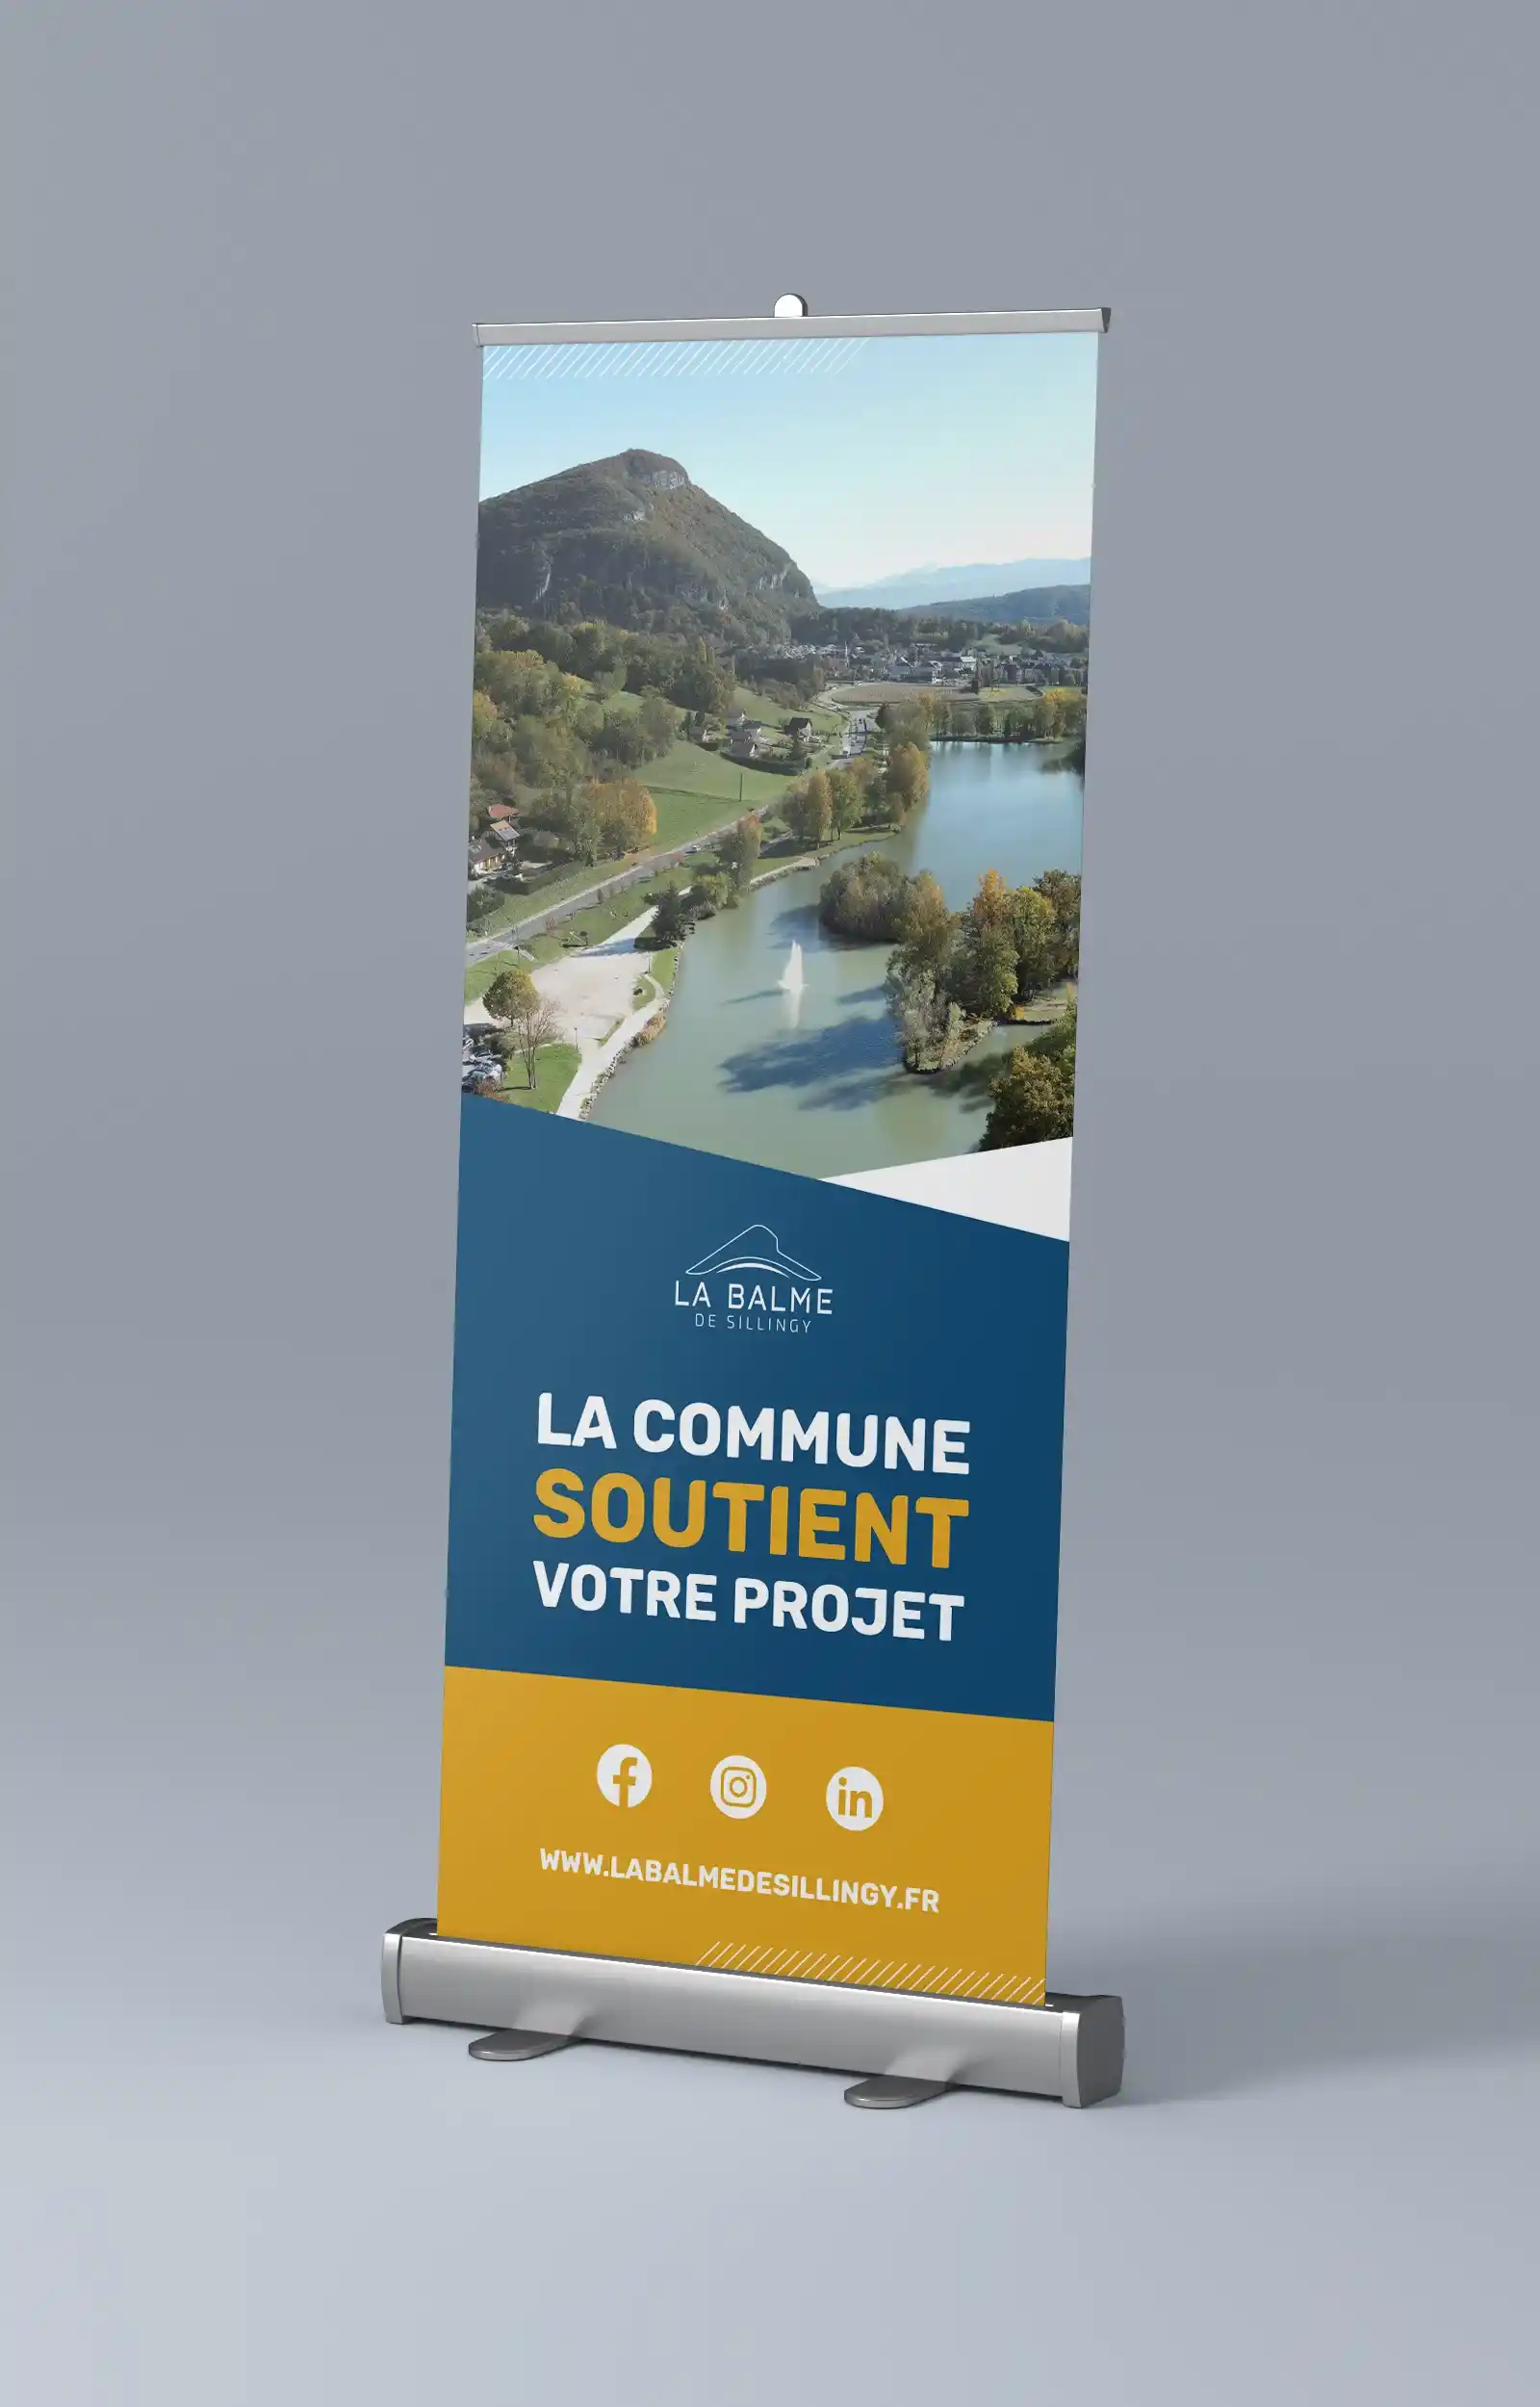 LA BALME
DE SILLINGY
LA COMMUNE
SOUTIENT
VOTRE PROJET
WWW.LABALMEDESILLINGY.FR